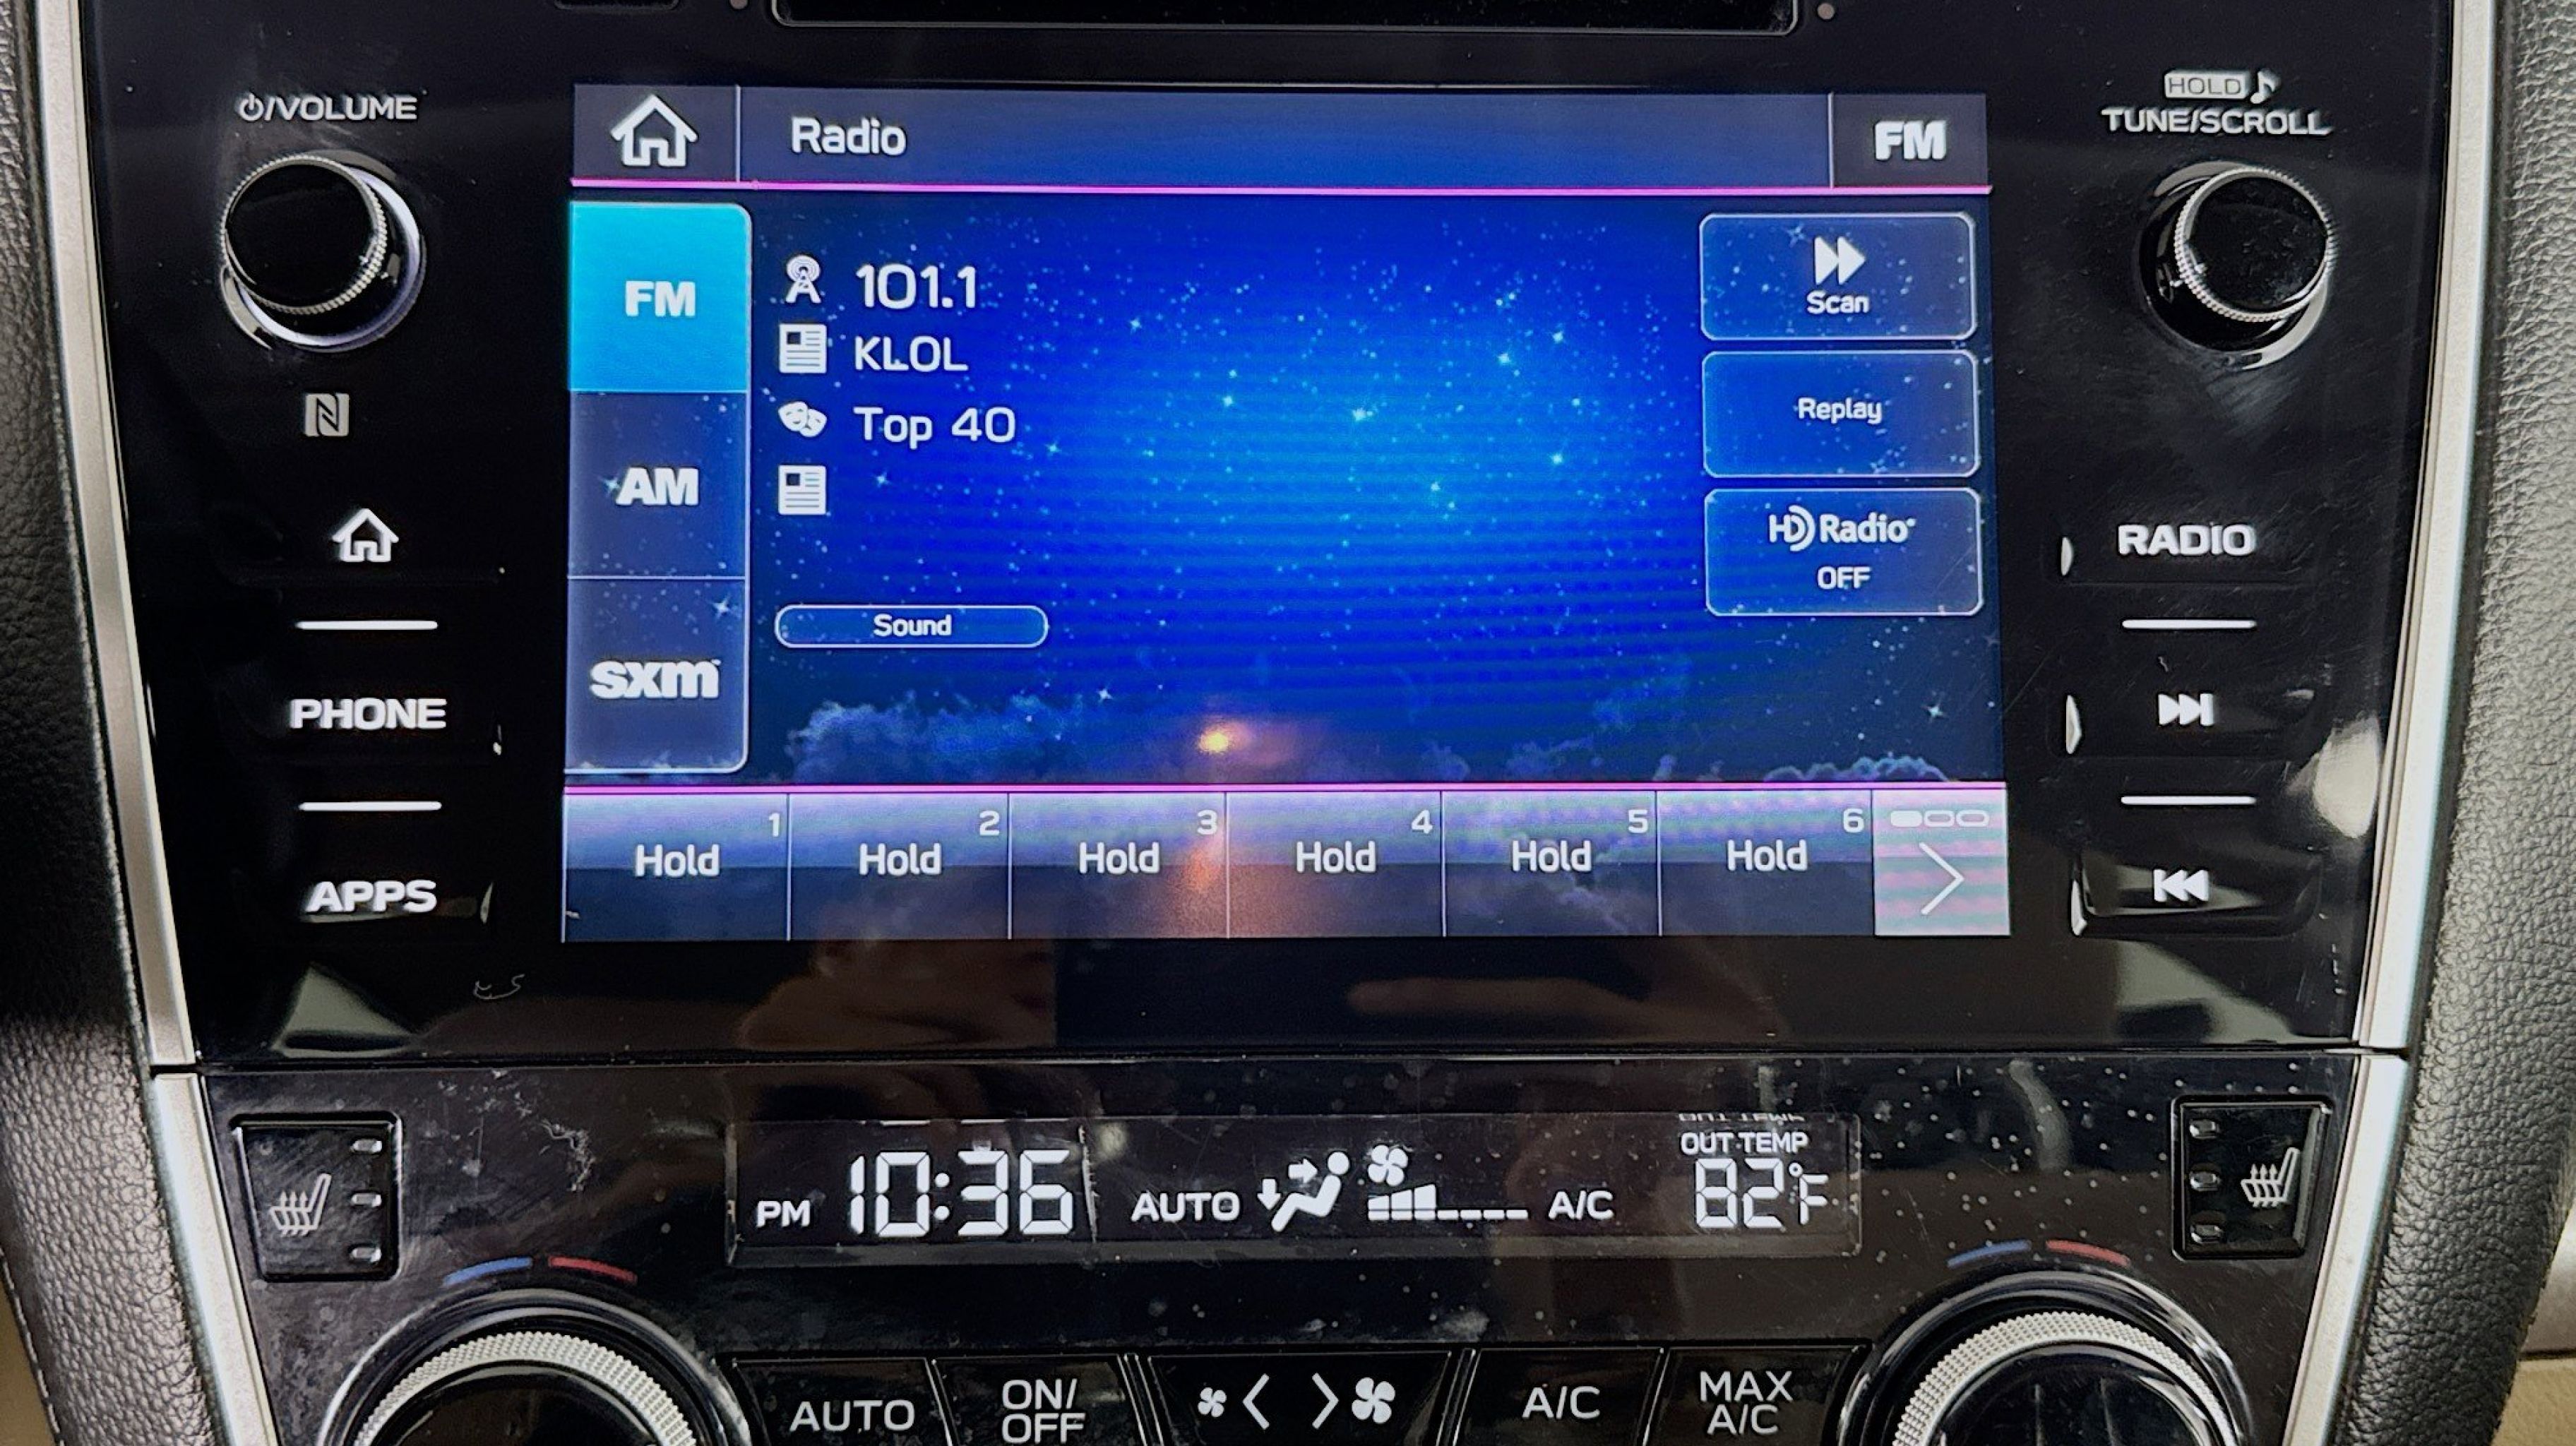 /VOLUME
HOLD
TUNE/SCROLL
Radio
FM
FM
101.1
KLOL
Top 40
AM
sxm
Sound
Scan
Replay
HD Radio
OFF
PHONE
APPS
RADIO
1 2 3 4 5 6
Hold Hold Hold Hold Hold Hold
PM 10:36 AUTO A/C OUT TEMP 82°F
AUTO
ON/
OFF
A/C
MAX
A/C